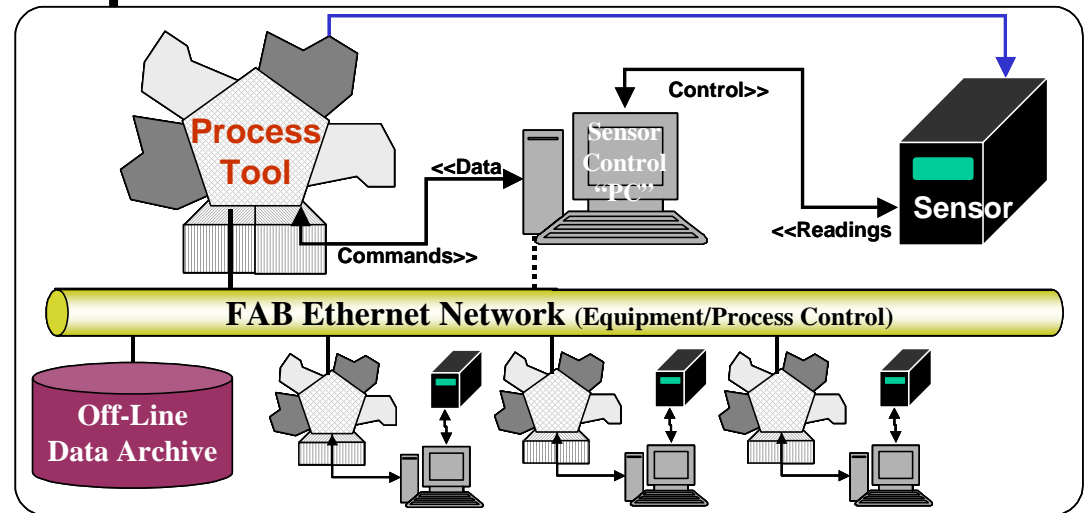 Process
Tool
Control>>
Sensor
Control
“PC”
<<Data
Sensor
<<Readings
Commands>>
FAB Ethernet Network (Equipment/Process Control)
Off-Line
Data Archive